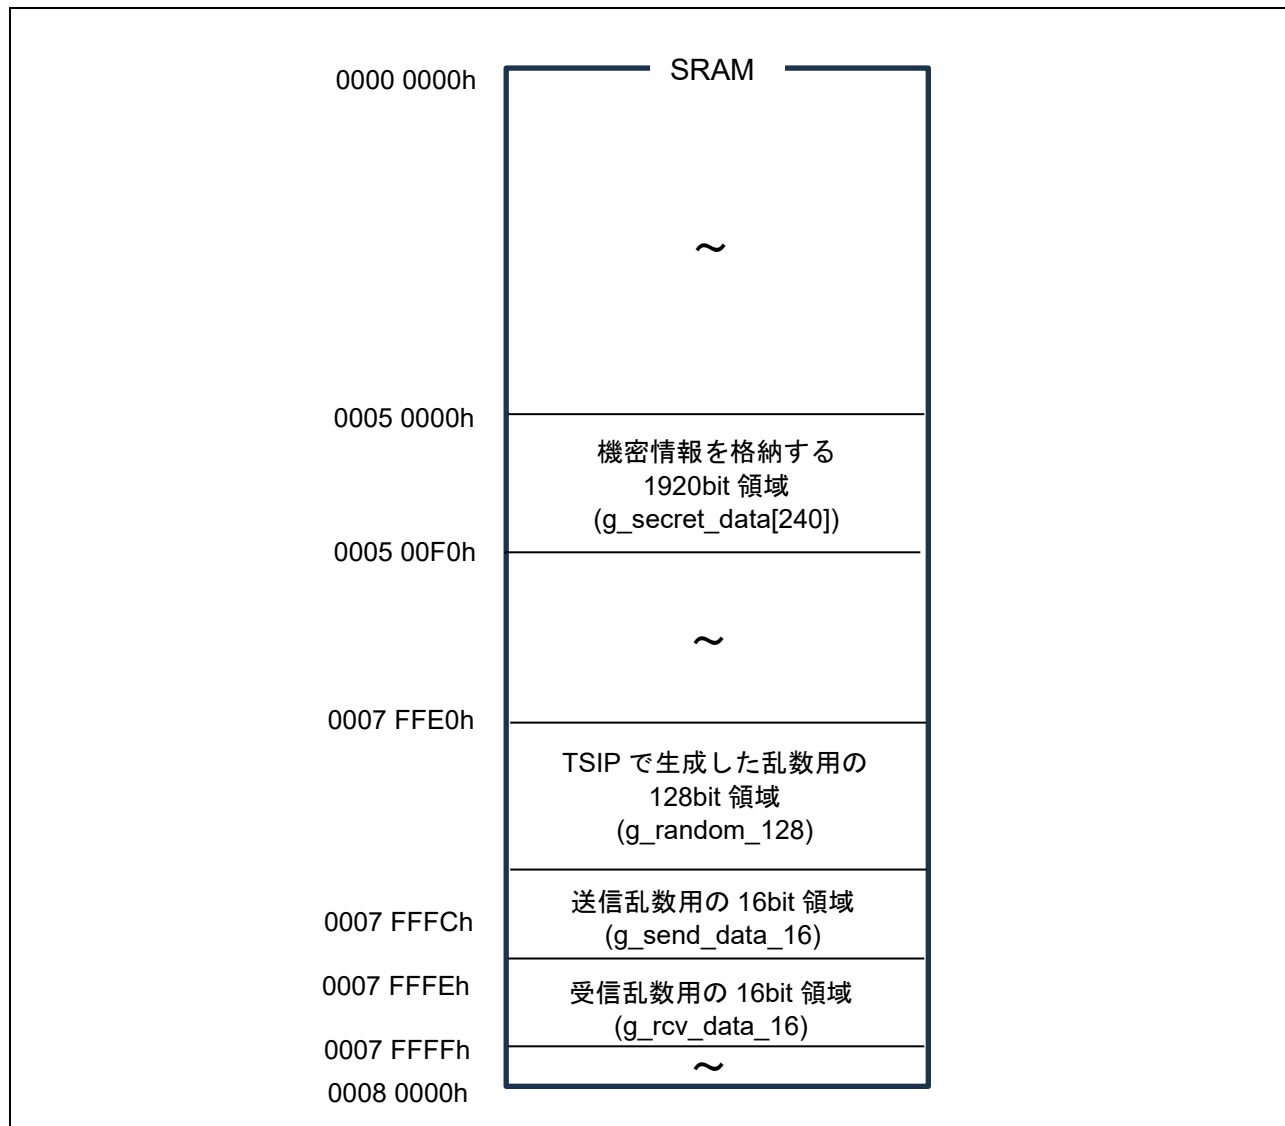 SRAM
0000 0000h
～
0005 0000h
機密情報を格納する
1920bit 領域
(g_secret_data[240])
0005 00F0h
～
0007 FFE0h
TSIP で生成した乱数用の
128bit 領域
(g_random_128)
送信乱数用の 16bit 領域
0007 FFFCh
(g_send_data_16)
0007 FFFEh
受信乱数用の 16bit 領域
(g_rcv_data_16)
0007 FFFFh
～
0008 0000h